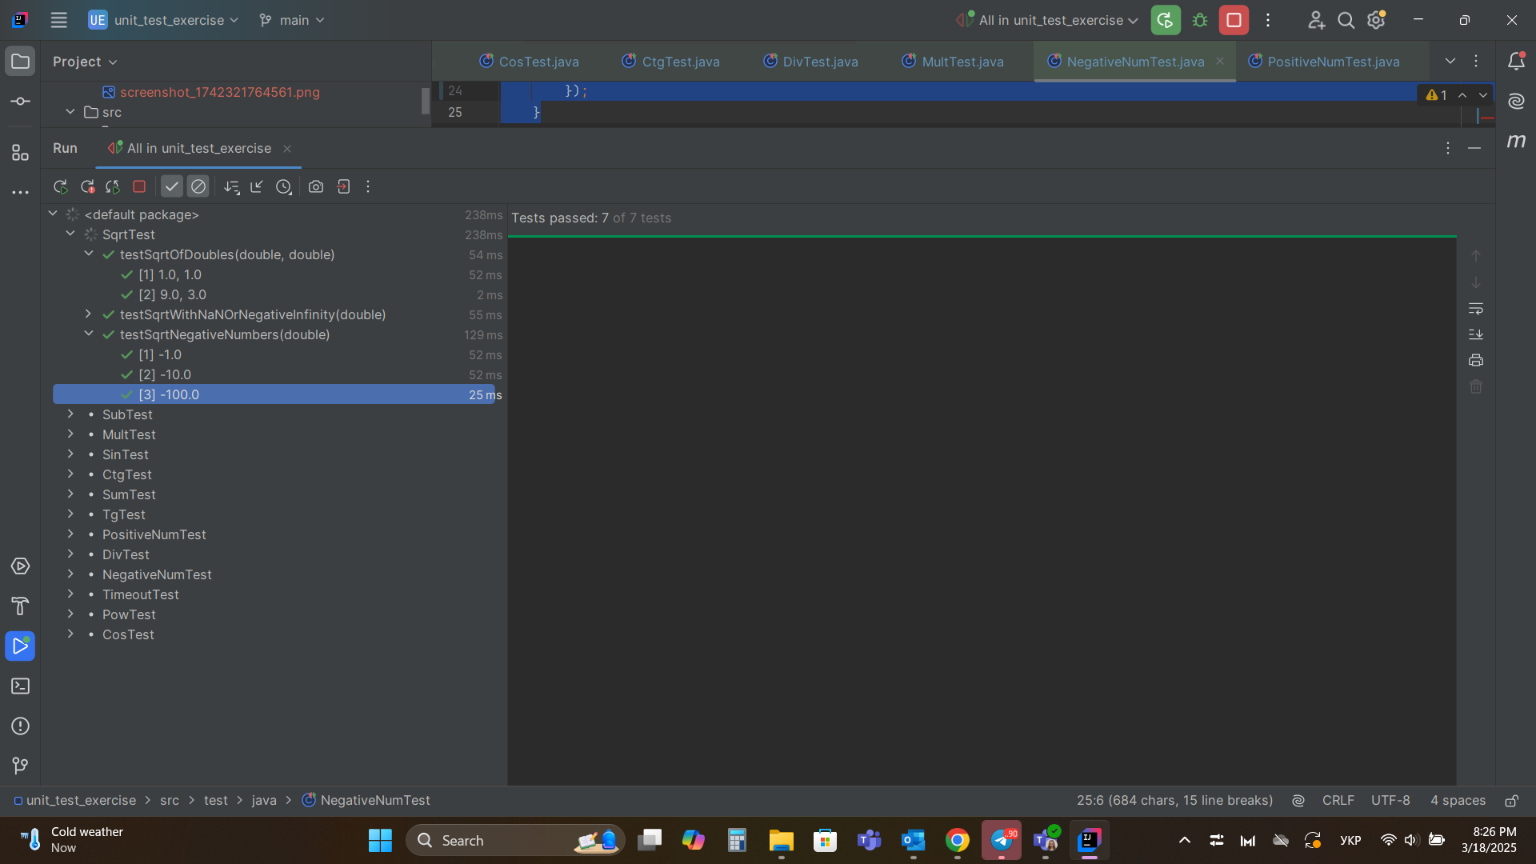 UE unit_test_exercise main All in unit_test_exercise
Project CosTest.java CtgTest.java DivTest.java MultTest.java NegativeNumTest.java PositiveNumTest.java
screenshot_1742321764561.png 24 }); 1
src 25 }
Run All in unit_test_exercise
m
<default package> 238ms Tests passed: 7 of 7 tests
SqrtTest 238ms
testSqrtOfDoubles(double, double) 54 ms
[1] 1.0, 1.0 52 ms
[2] 9.0, 3.0 2 ms
testSqrtWithNaNOrNegativeInfinity(double) 55 ms
testSqrtNegativeNumbers(double) 129 ms
[1] -1.0 52 ms
[2] -10.0 52 ms
[3] -100.0 25 ms
SubTest
MultTest
SinTest
CtgTest
SumTest
TgTest
PositiveNumTest
DivTest
NegativeNumTest
TimeoutTest
PowTest
CosTest
unit_test_exercise > src > test > java > NegativeNumTest 25:6 (684 chars, 15 line breaks) CRLF UTF-8 4 spaces
Cold weather
Now
Search
90
УКР
8:26 PM
3/18/2025